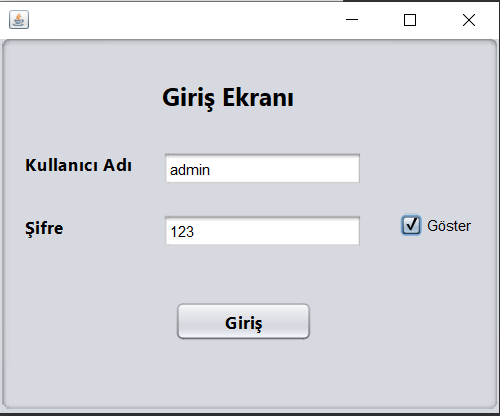 Giriş Ekranı
Kullanıcı Adı
admin
Şifre
123
Göster
Giriş